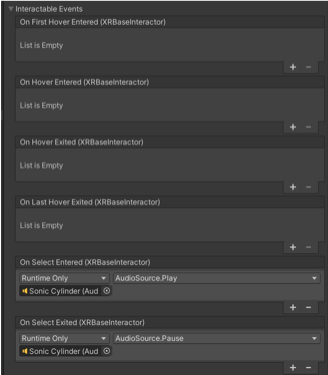 Interactable Events
On First Hover Entered (XRBaseInteractor)
List is Empty
+ −
On Hover Entered (XRBaseInteractor)
List is Empty
+ −
On Hover Exited (XRBaseInteractor)
List is Empty
+ −
On Last Hover Exited (XRBaseInteractor)
List is Empty
+ −
On Select Entered (XRBaseInteractor)
Runtime Only AudioSource.Play
Sonic Cylinder (Aud
+ −
On Select Exited (XRBaseInteractor)
Runtime Only AudioSource.Pause
Sonic Cylinder (Aud
+ −